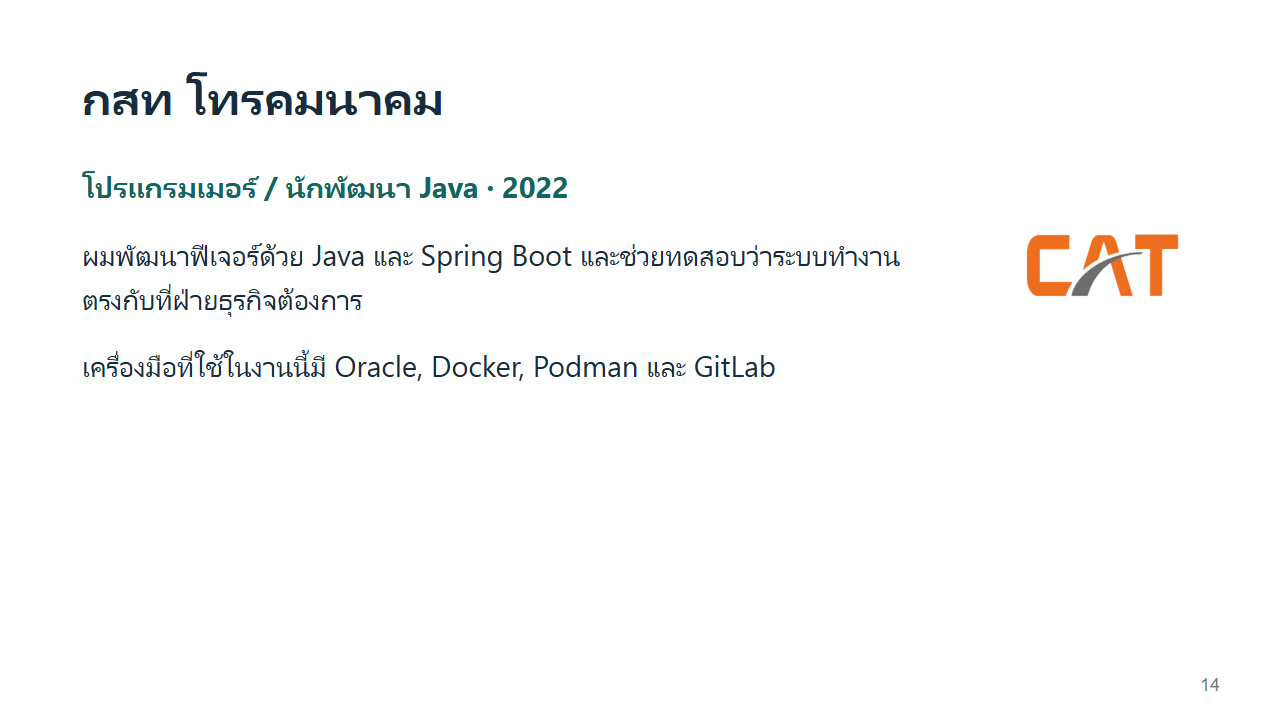 กสท โทรคมนาคม
โปรแกรมเมอร์ / นักพัฒนา Java · 2022
ผมพัฒนาฟีเจอร์ด้วย Java และ Spring Boot และช่วยทดสอบว่าระบบทำงาน
ตรงกับที่ฝ่ายธุรกิจต้องการ
CAT
เครื่องมือที่ใช้ในงานนี้มี Oracle, Docker, Podman และ GitLab
14